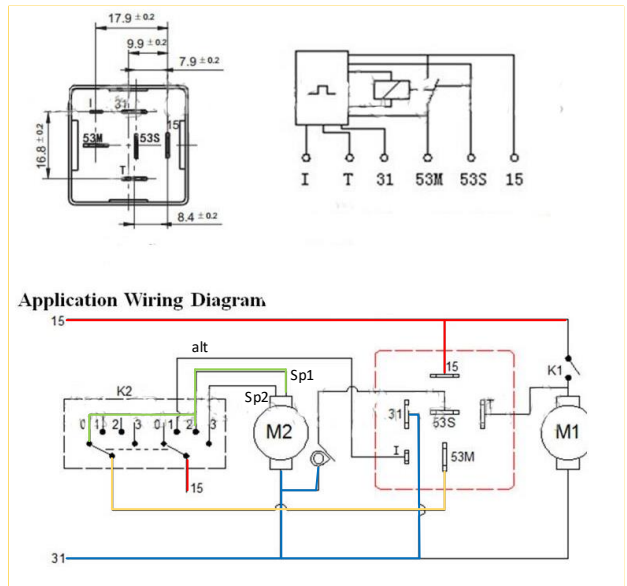 17.9 ±0.2
9.9 ±0.2
7.9 ±0.2
16.8 ±0.2
I 31 15
53M 53S
T
8.4 ±0.2
I T 31 53M 53S 15
Application Wiring Diagram
15
alt
Sp1
Sp2
K2
0 1 2 3 0 1 2 3
15
M2
15
31
53S
T
I
53M
K1
M1
31